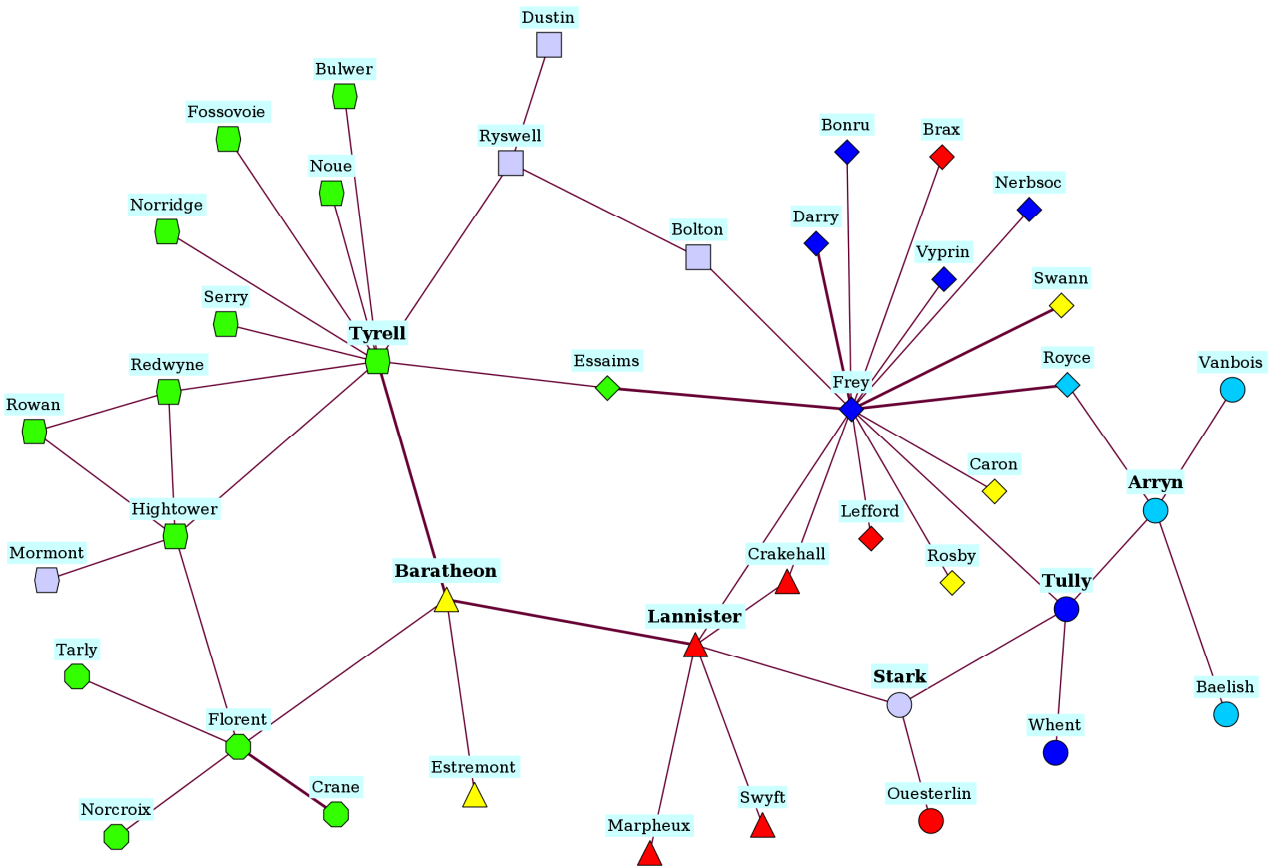 Dustin
Bulwer
Fossovoie
Bonru
Brax
Ryswell
Noue
Nerbsoc
Norridge
Darry
Bolton
Vyprin
Swann
Serry
Tyrell
Essaims
Royce
Vanbois
Redwyne
Frey
Rowan
Caron
Arryn
Hightower
Lefford
Mormont
Crakehall
Rosby
Baratheon
Tully
Lannister
Tarly
Stark
Baelish
Florent
Whent
Estremont
Crane
Ouesterlin
Swyft
Norcroix
Marpheux